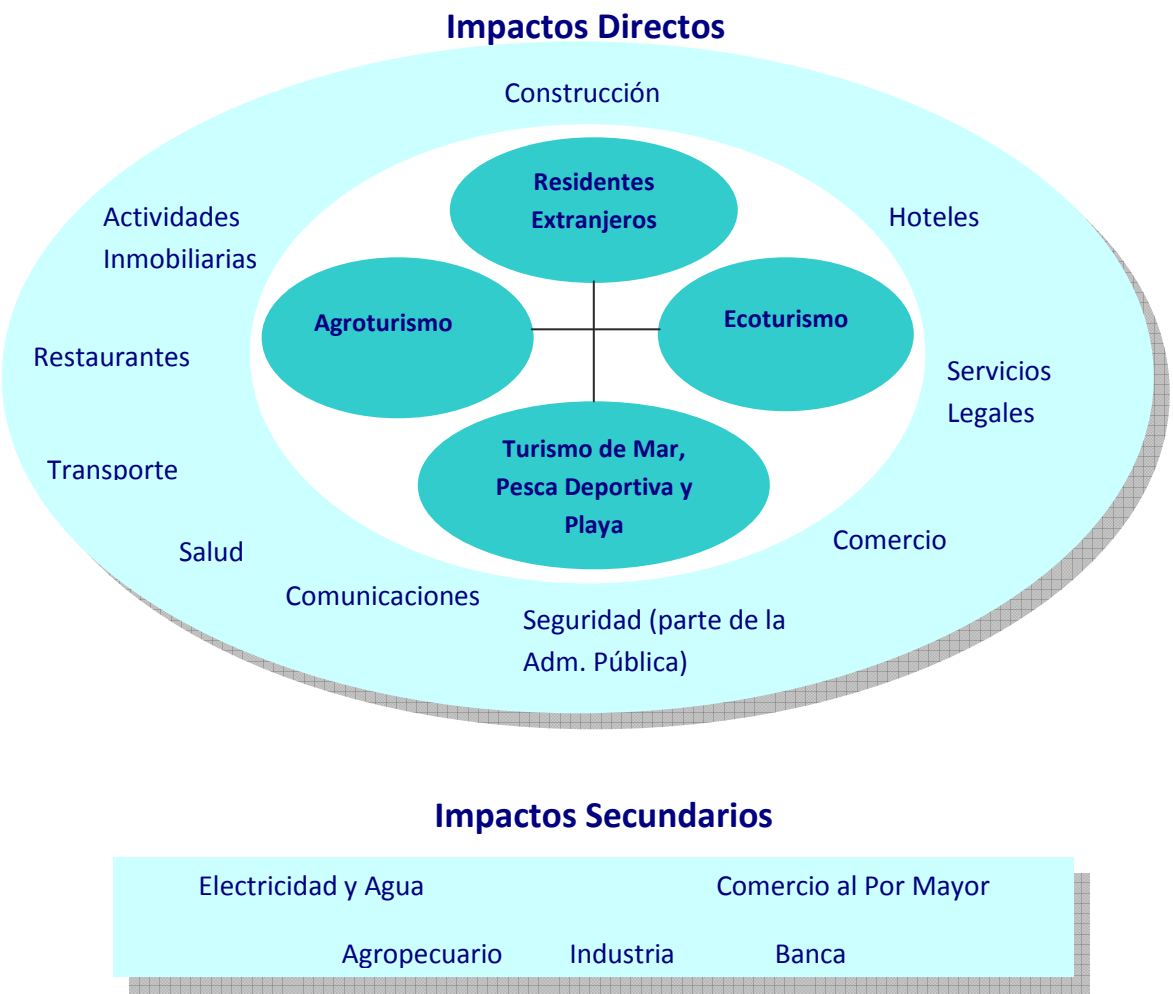 Impactos Directos
Construcción
Residentes
Extranjeros
Actividades
Inmobiliarias
Hoteles
Agroturismo
Ecoturismo
Restaurantes
Servicios
Legales
Turismo de Mar,
Pesca Deportiva y
Playa
Transporte
Salud
Comercio
Comunicaciones
Seguridad (parte de la
Adm. Pública)
Impactos Secundarios
Electricidad y Agua
Comercio al Por Mayor
Agropecuario
Industria
Banca